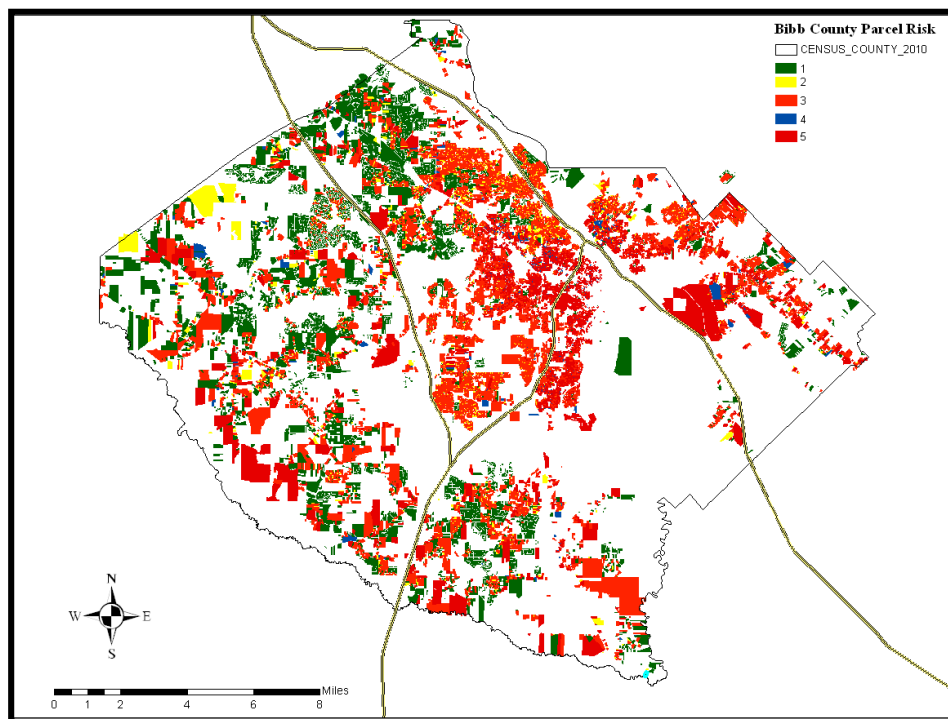 Bibb County Parcel Risk
CENSUS_COUNTY_2010
1
2
3
4
5
N
W E
S
Miles
0 1 2 4 6 8